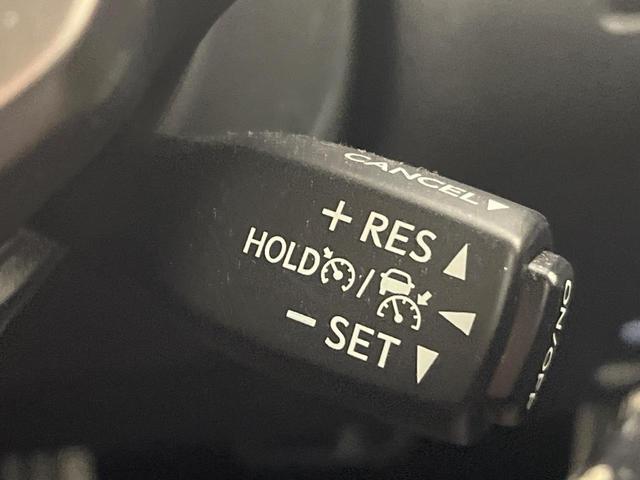 CANCEL▼
+ RES▲
HOLD /
− SET▼
ON/OFF